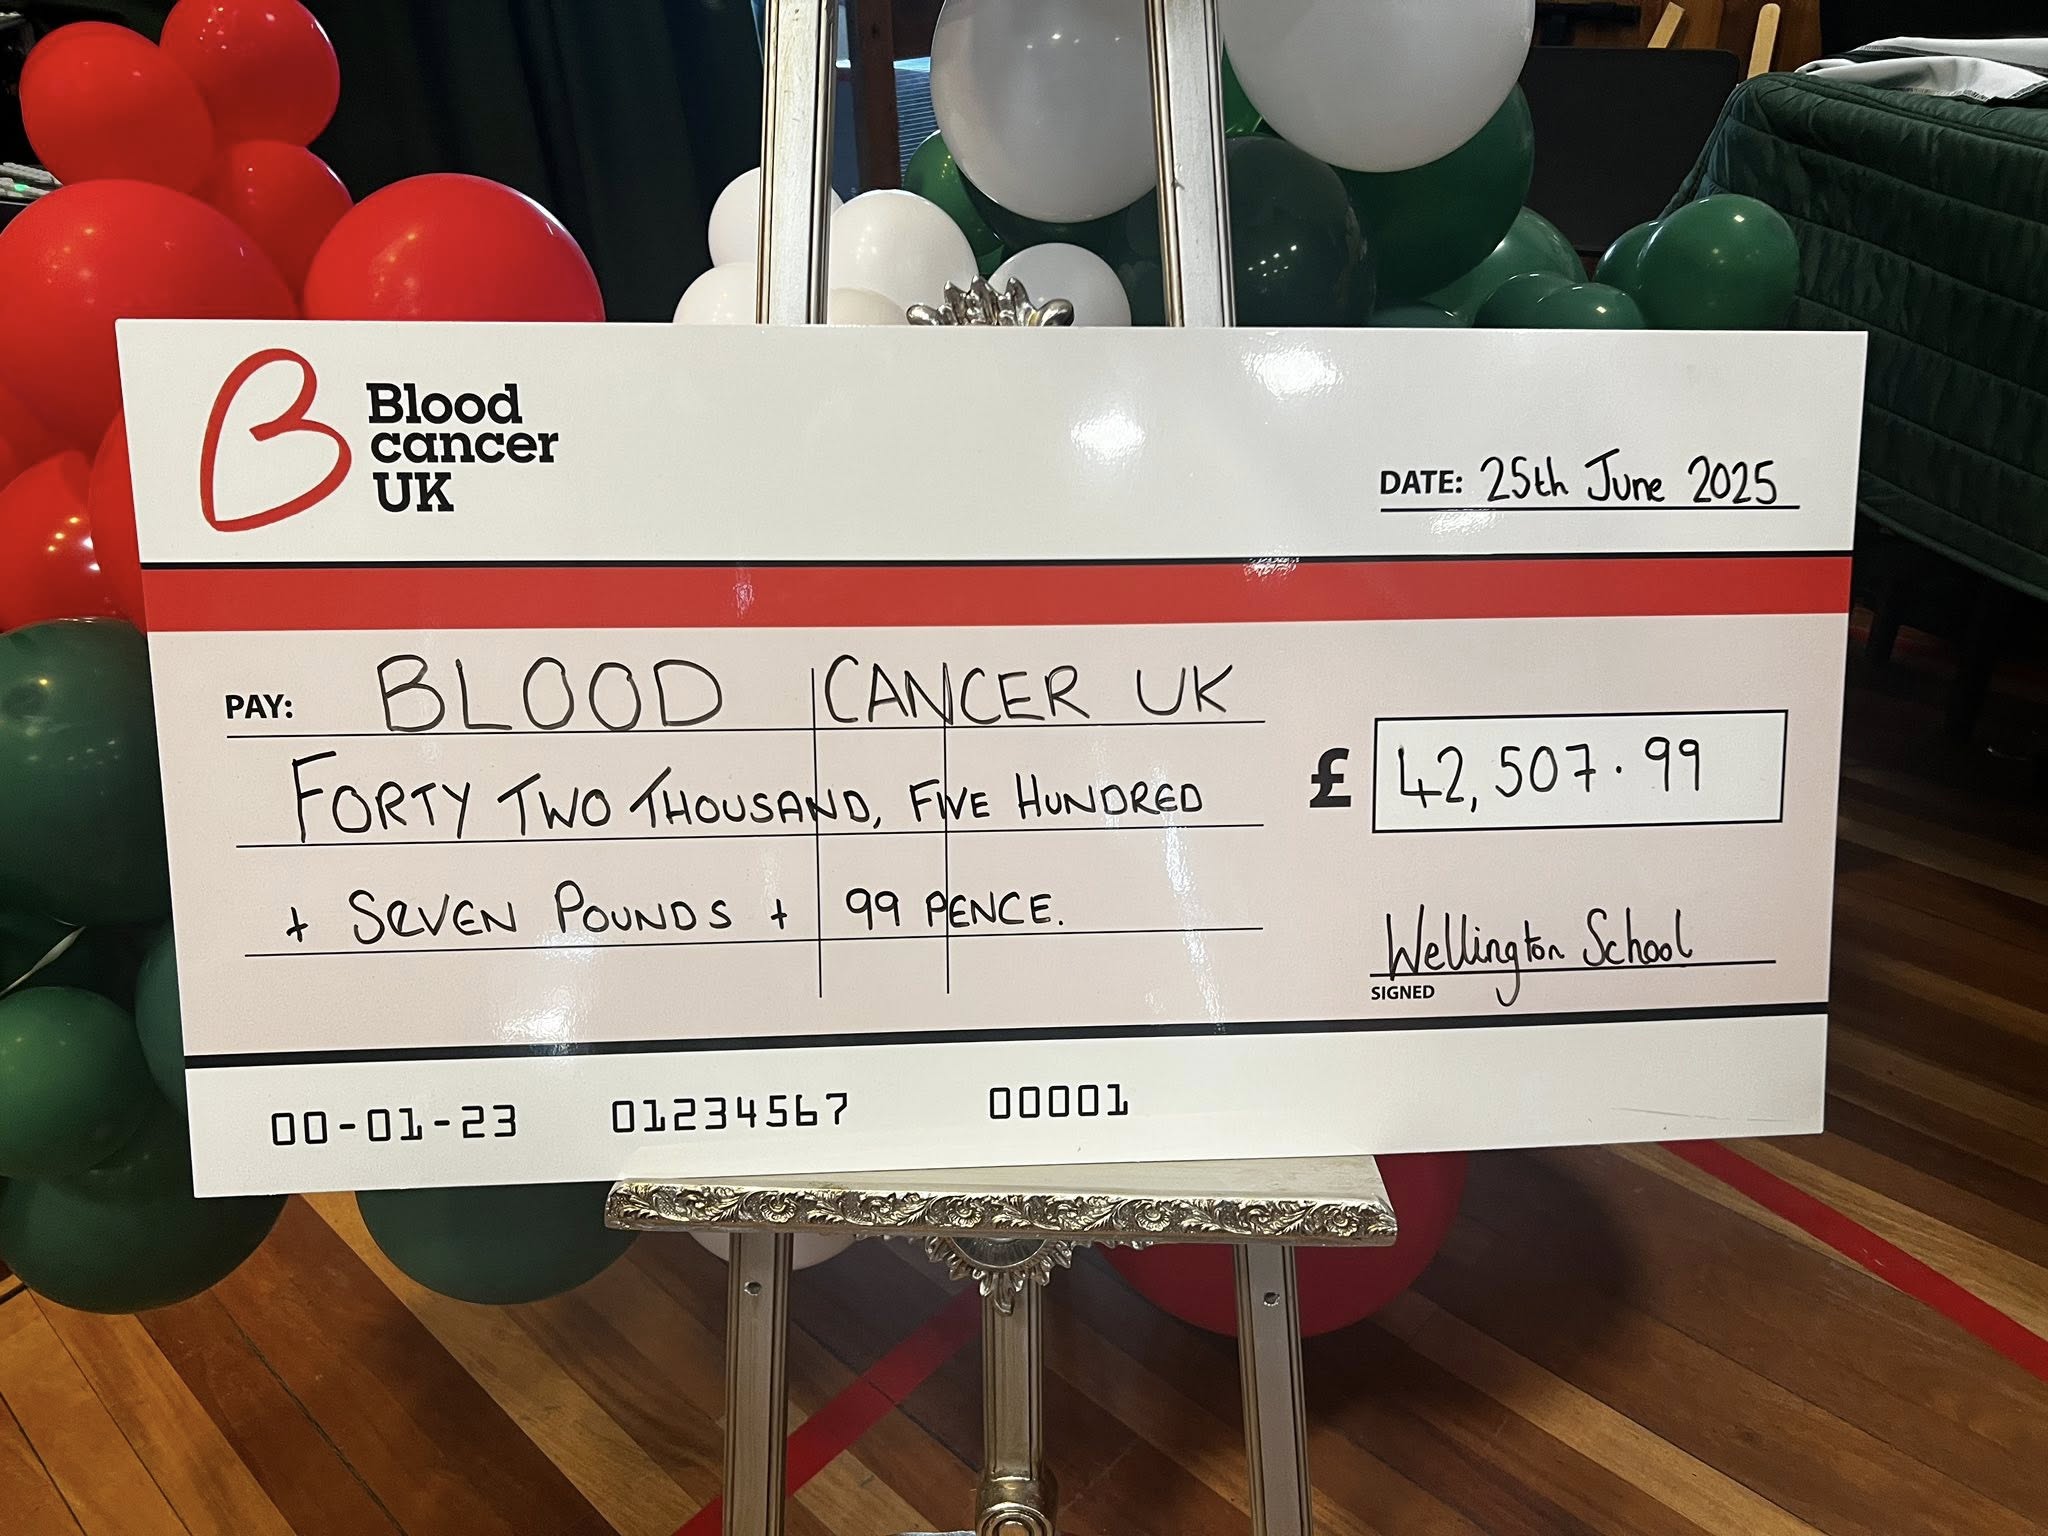 Blood
cancer
UK
DATE: 25th June 2025
PAY: BLOOD CANCER UK
FORTY TWO THOUSAND, FIVE HUNDRED
£ 42,507.99
+ SEVEN POUNDS + 99 PENCE.
Wellington School
SIGNED
00-01-23 01234567 00001